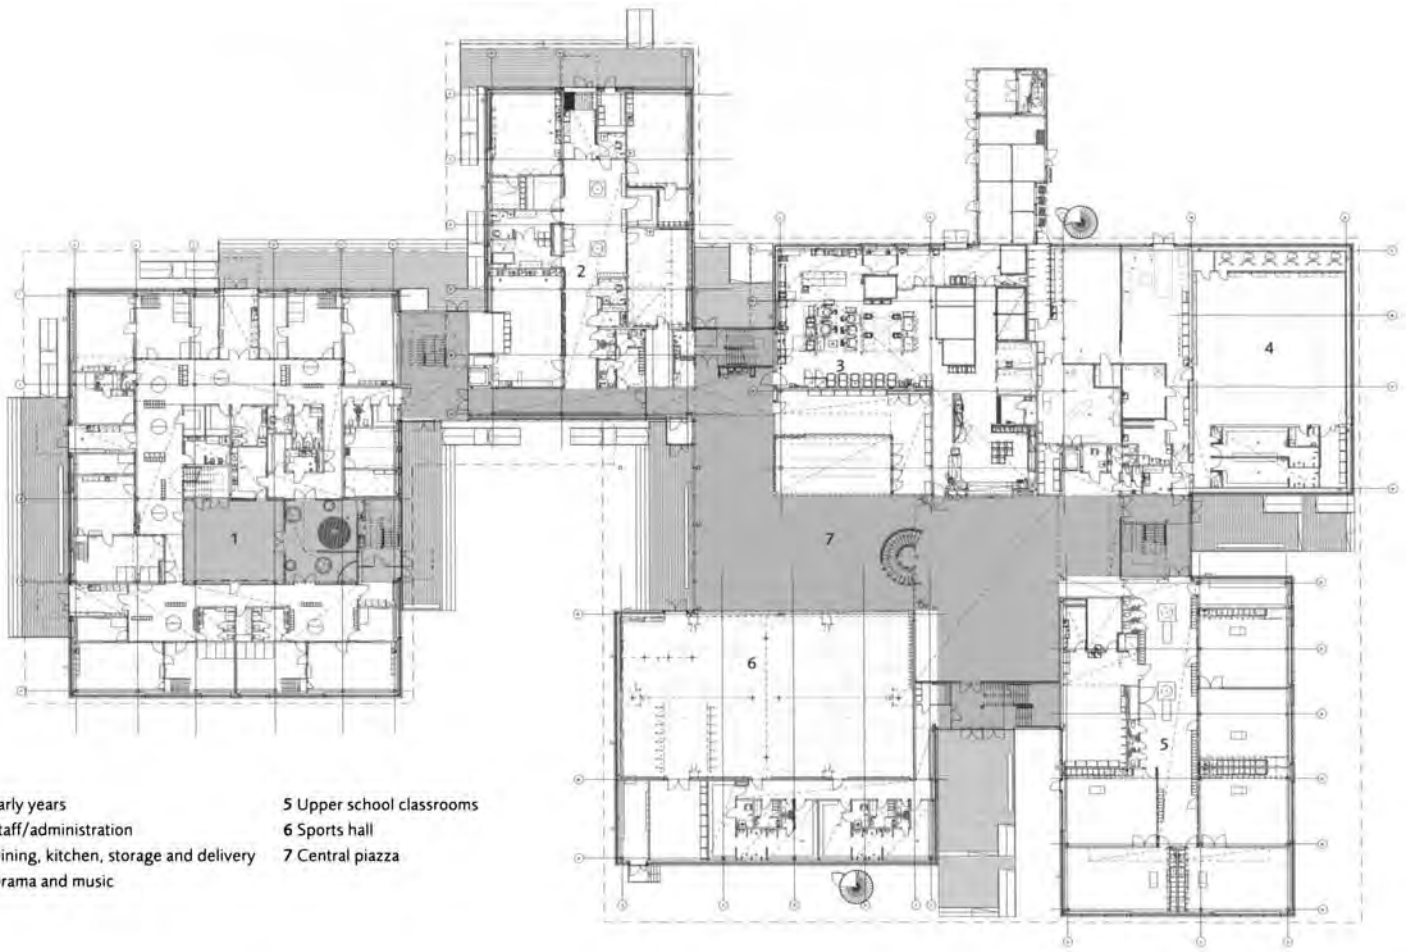 1
2
3
4
5
6
7
arly years
taff/administration
ining, kitchen, storage and delivery
rama and music
5 Upper school classrooms
6 Sports hall
7 Central piazza